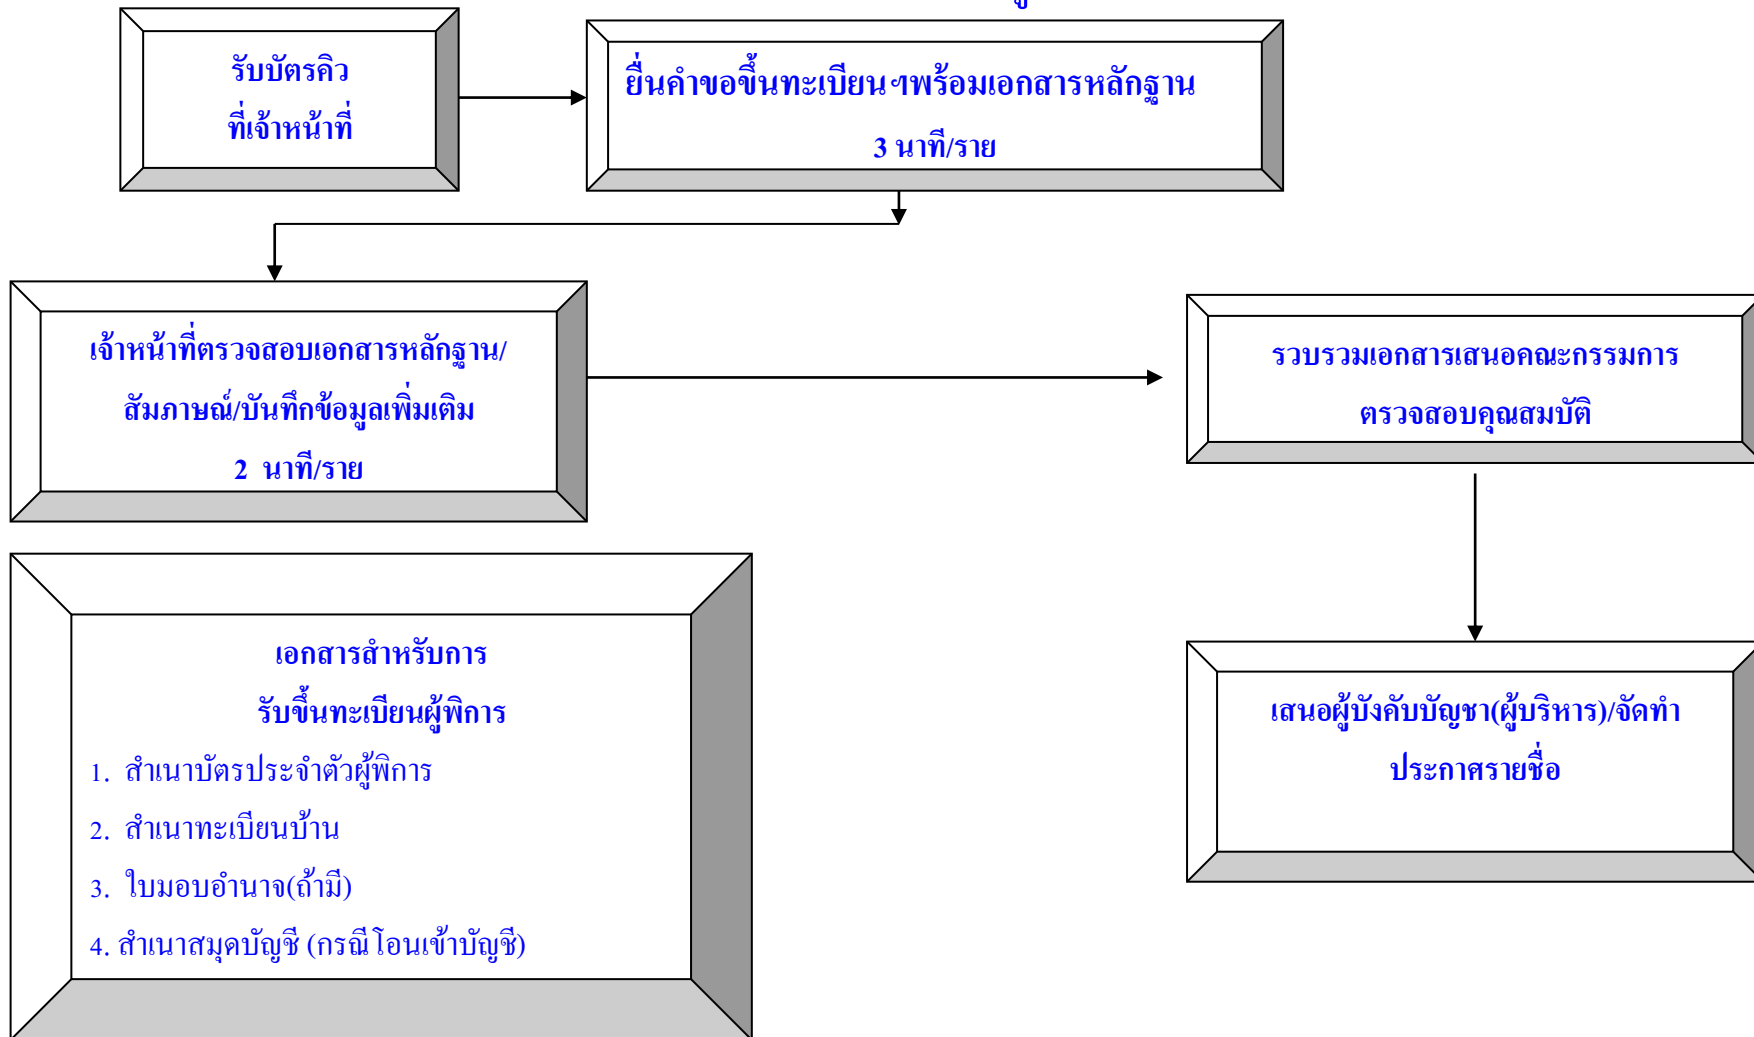 รับบัตรคิว
ที่เจ้าหน้าที่
ยื่นคำขอขึ้นทะเบียนฯพร้อมเอกสารหลักฐาน
3 นาที/ราย
เจ้าหน้าที่ตรวจสอบเอกสารหลักฐาน/
สัมภาษณ์/บันทึกข้อมูลเพิ่มเติม
2 นาที/ราย
รวบรวมเอกสารเสนอคณะกรรมการ
ตรวจสอบคุณสมบัติ
เอกสารสำหรับการ
รับขึ้นทะเบียนผู้พิการ
1. สำเนาบัตรประจำตัวผู้พิการ
2. สำเนาทะเบียนบ้าน
3. ใบมอบอำนาจ(ถ้ามี)
4. สำเนาสมุดบัญชี (กรณีโอนเข้าบัญชี)
เสนอผู้บังคับบัญชา(ผู้บริหาร)/จัดทำ
ประกาศรายชื่อ